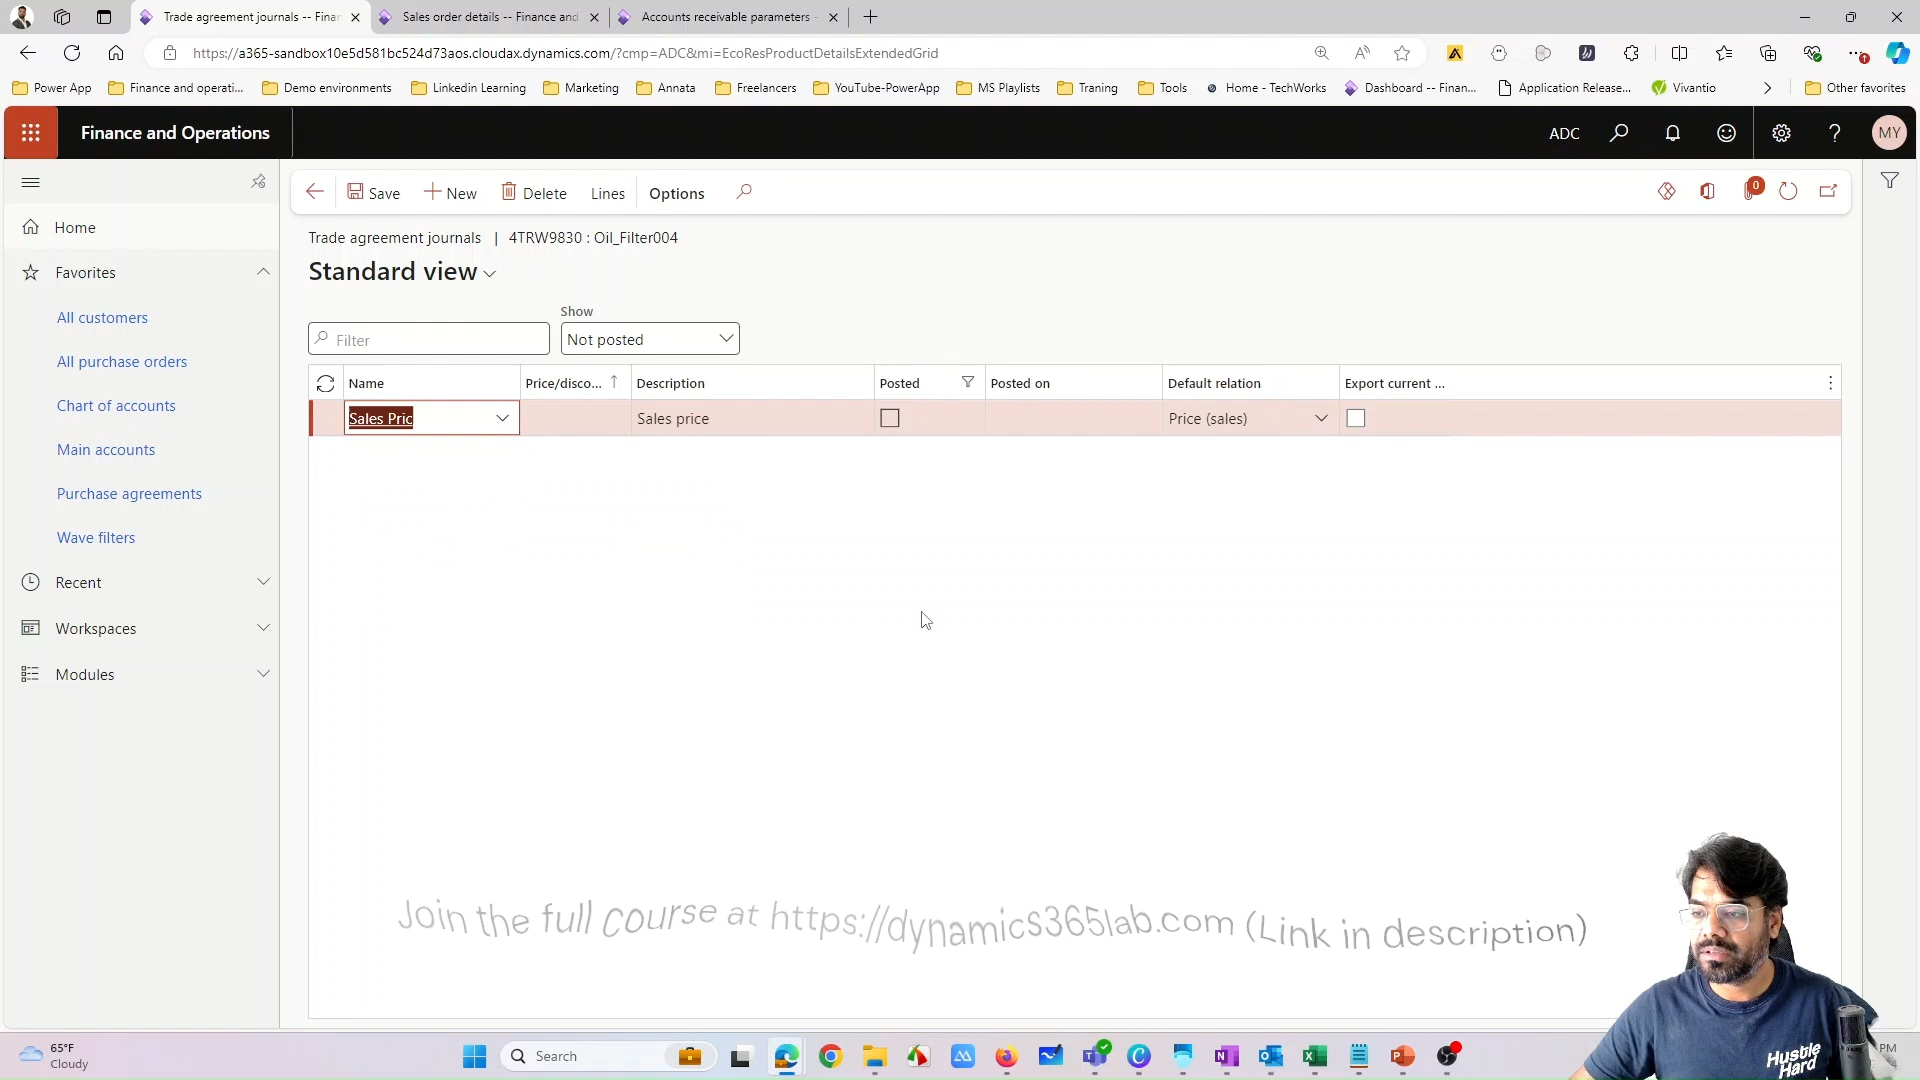 Trade agreement journals -- Finan
Sales order details -- Finance and
Accounts receivable parameters -
https://a365-sandbox10e5d581bc524d73aos.cloudax.dynamics.com/?cmp=ADC&mi=EcoResProductDetailsExtendedGrid
Power App
Finance and operati...
Demo environments
Linkedin Learning
Marketing
Annata
Freelancers
YouTube-PowerApp
MS Playlists
Traning
Tools
Home - TechWorks
Dashboard -- Finan...
Application Release...
Vivantio
Other favorites
Finance and Operations
ADC
MY
Save
New
Delete
Lines
Options
0
Home
Favorites
All customers
All purchase orders
Chart of accounts
Main accounts
Purchase agreements
Wave filters
Recent
Workspaces
Modules
Trade agreement journals | 4TRW9830 : Oil_Filter004
Standard view
Show
Filter
Not posted
Name
Price/disco...
Description
Posted
Posted on
Default relation
Export current ...
Sales Pric
Sales price
Price (sales)
Join the full course at https://dynamics365lab.com (Link in description)
65°F
Cloudy
Search
PM
Hustle
Hard